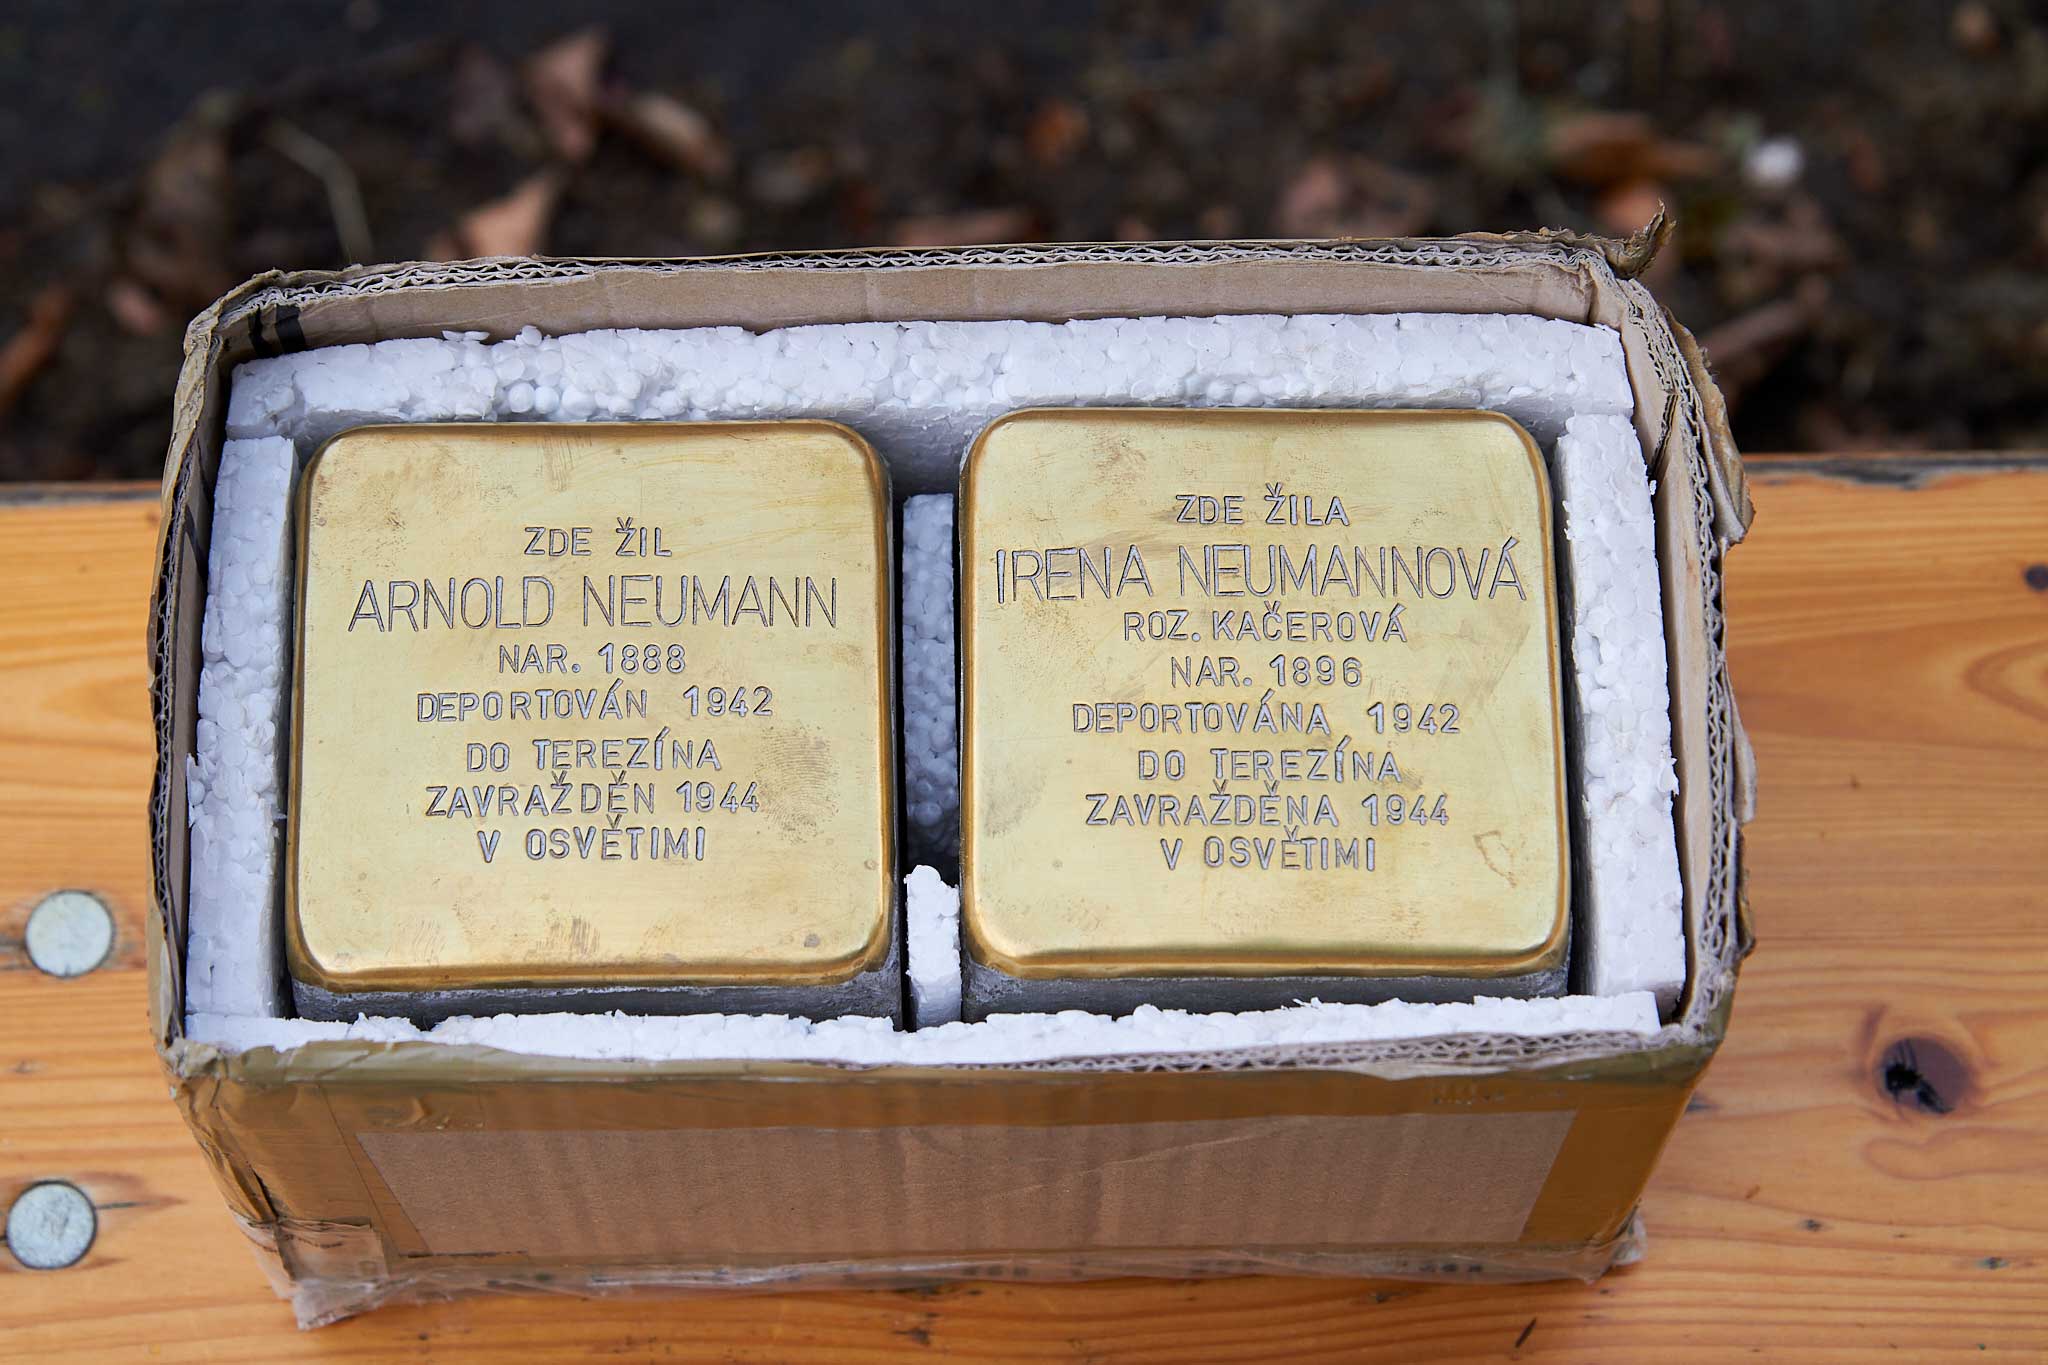 ZDE ŽIL
ARNOLD NEUMANN
NAR. 1888
DEPORTOVÁN 1942
DO TEREZÍNA
ZAVRAŽDĚN 1944
V OSVĚTIMI
ZDE ŽILA
IRENA NEUMANNOVÁ
ROZ. KAČEROVÁ
NAR. 1896
DEPORTOVÁNA 1942
DO TEREZÍNA
ZAVRAŽDĚNA 1944
V OSVĚTIMI